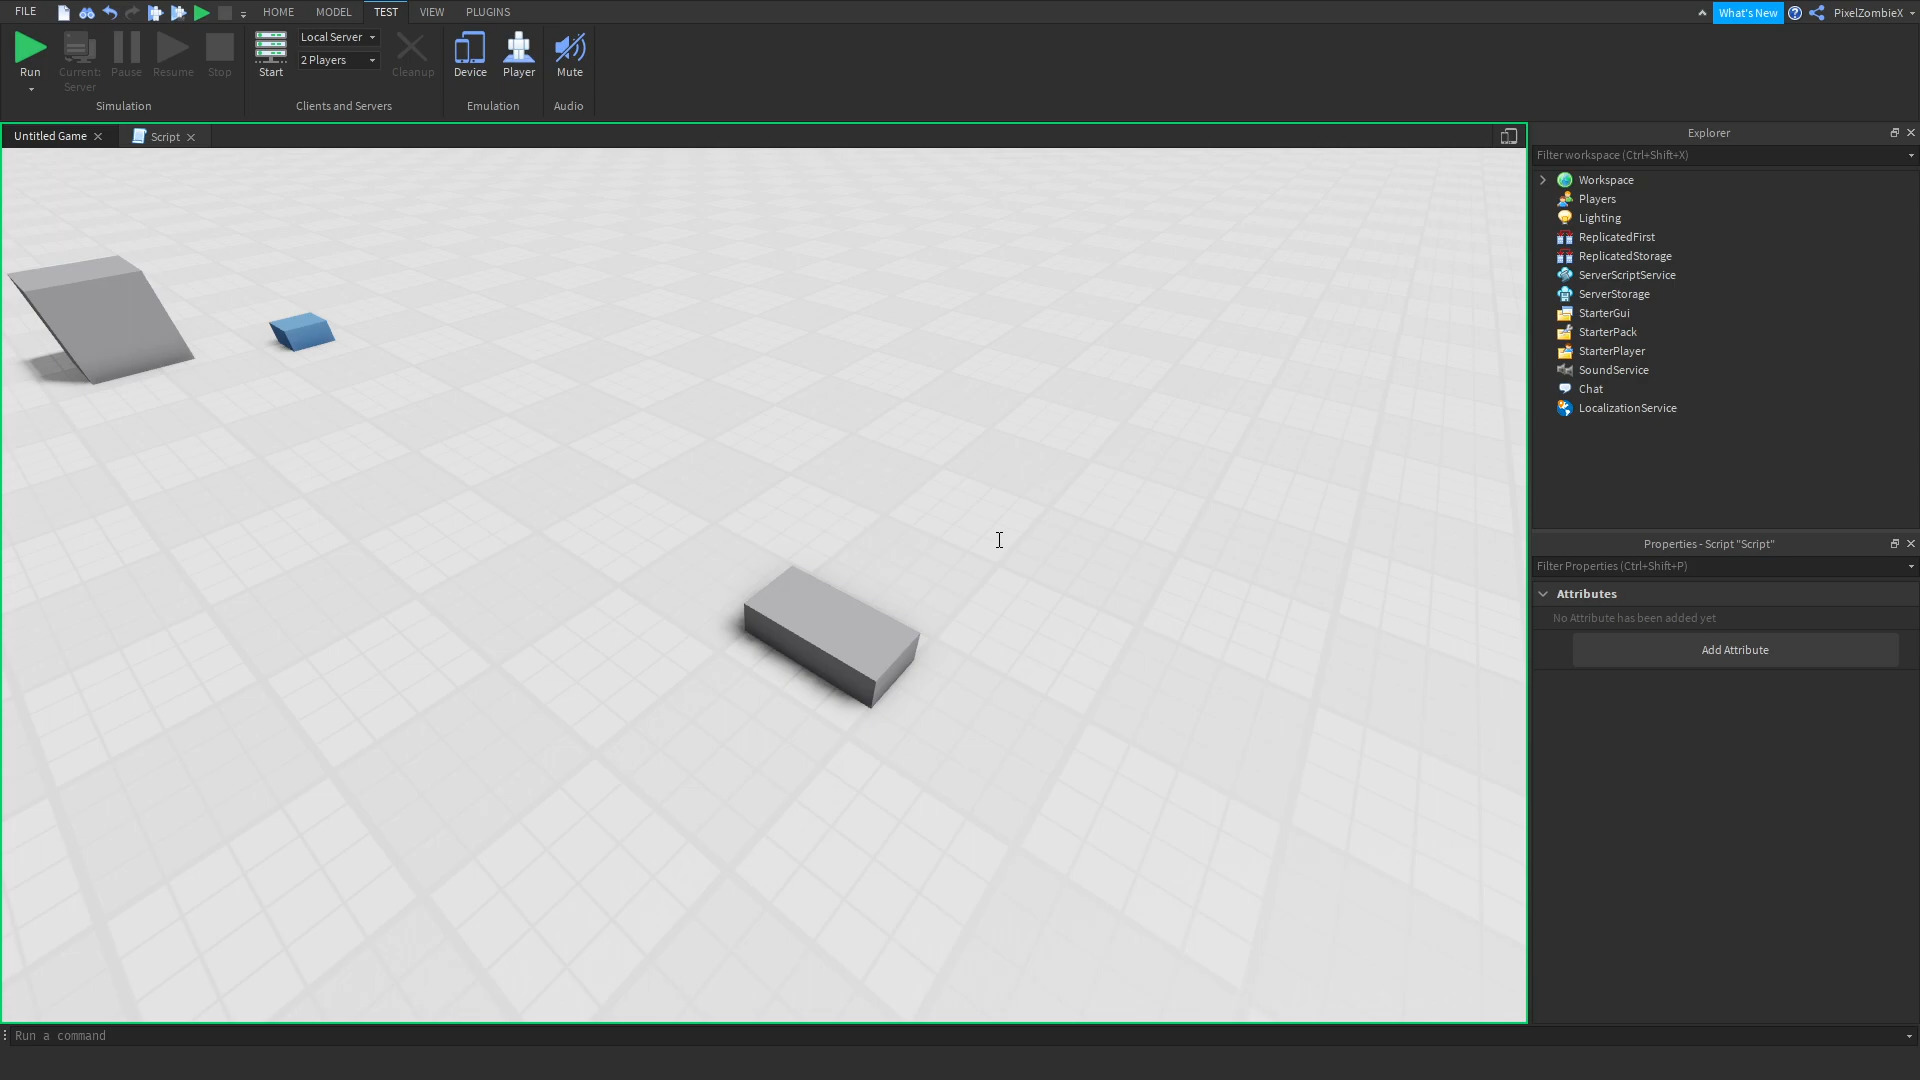 FILE HOME MODEL TEST VIEW PLUGINS What's New PixelZombieX
Run
Current:
Server
Pause
Resume
Stop
Simulation
Start
Local Server
2 Players
Cleanup
Clients and Servers
Device
Player
Emulation
Mute
Audio
Untitled Game
Script
Explorer
Filter workspace (Ctrl+Shift+X)
Workspace
Players
Lighting
ReplicatedFirst
ReplicatedStorage
ServerScriptService
ServerStorage
StarterGui
StarterPack
StarterPlayer
SoundService
Chat
LocalizationService
Properties - Script "Script"
Filter Properties (Ctrl+Shift+P)
Attributes
No Attribute has been added yet
Add Attribute
Run a command